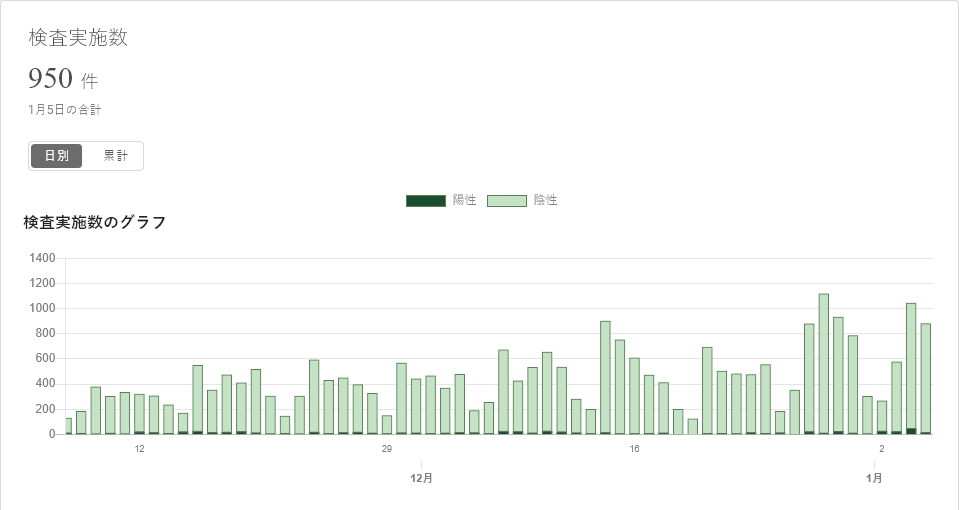 検査実施数
950 件
1月5日の合計
日別 累計
陽性 陰性
検査実施数のグラフ
1400
1200
1000
800
600
400
200
0
12 29 16 2
12月 1月